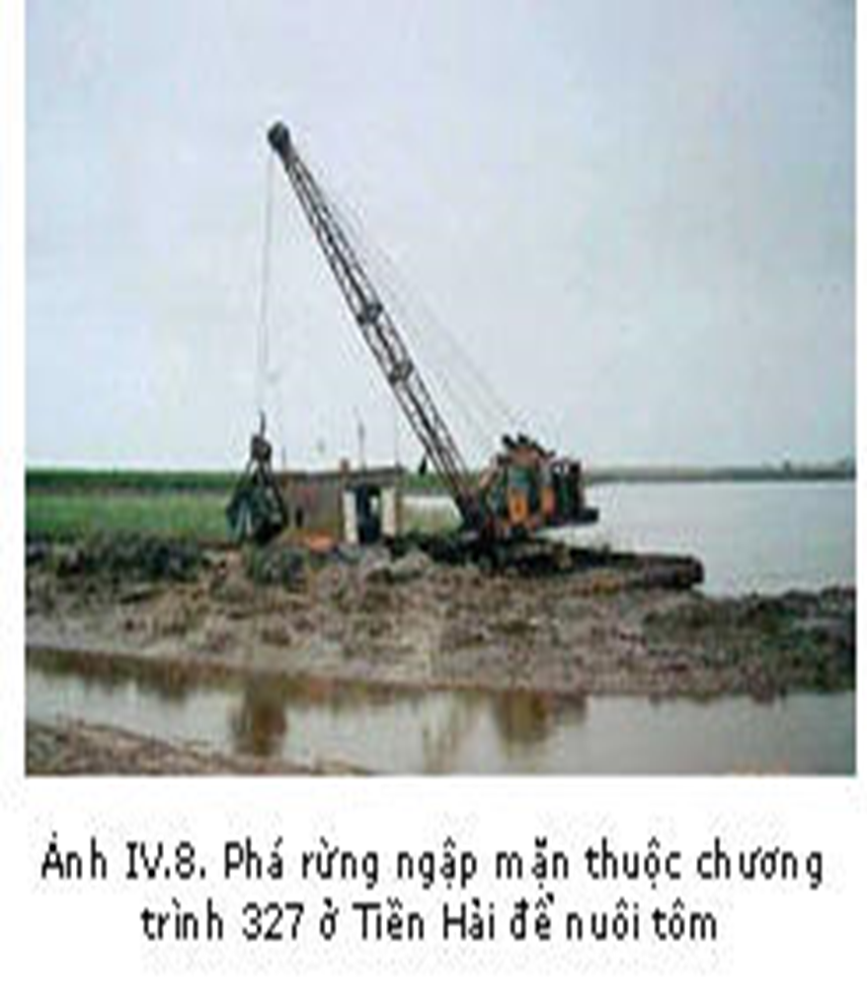 Ảnh IV.8. Phá rừng ngập mặn thuộc chương
trình 327 ở Tiền Hải để nuôi tôm